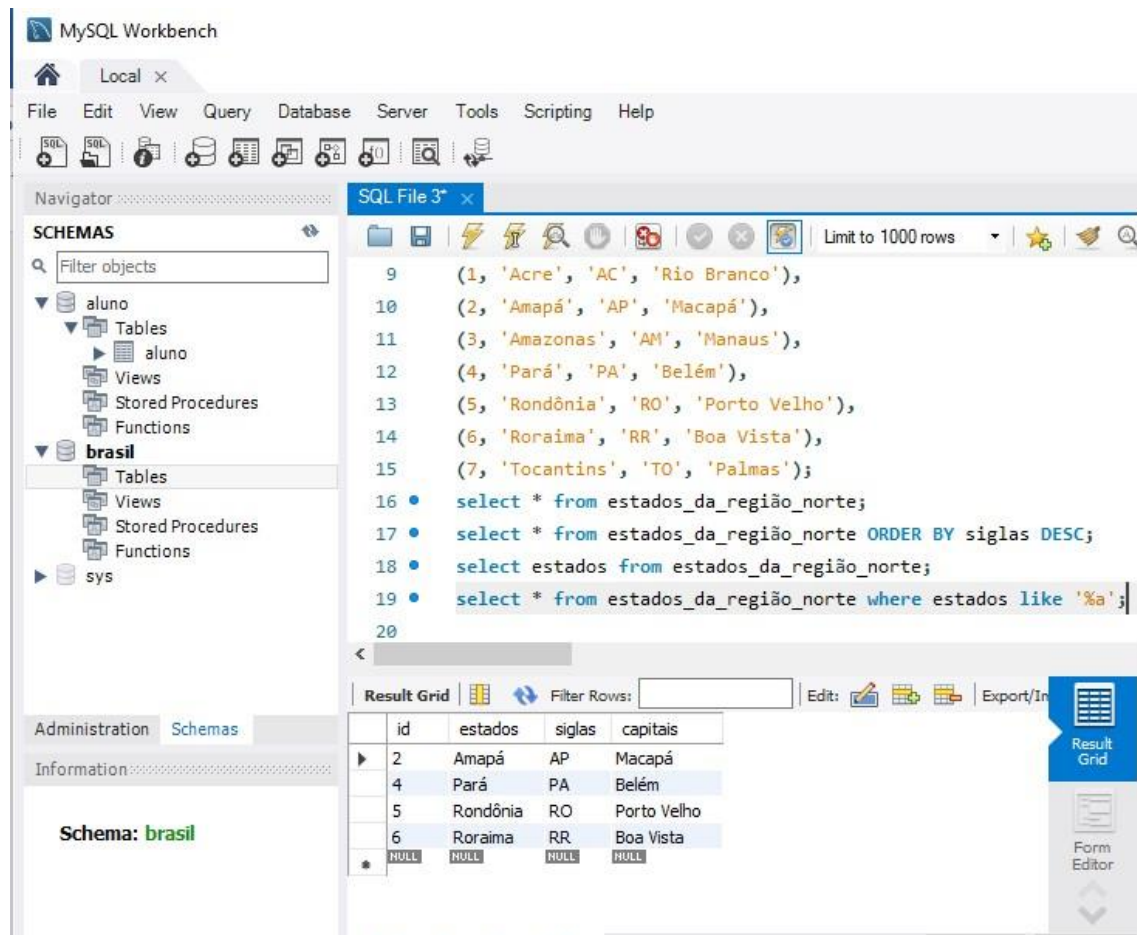 MySQL Workbench
Local
File Edit View Query Database Server Tools Scripting Help
SQL SQL
Navigator
SCHEMAS
Filter objects
aluno
Tables
aluno
Views
Stored Procedures
Functions
brasil
Tables
Views
Stored Procedures
Functions
sys
Administration Schemas
Information
Schema: brasil
SQL File 3*
Limit to 1000 rows
9 (1, 'Acre', 'AC', 'Rio Branco'),
10 (2, 'Amapá', 'AP', 'Macapá'),
11 (3, 'Amazonas', 'AM', 'Manaus'),
12 (4, 'Pará', 'PA', 'Belém'),
13 (5, 'Rondônia', 'RO', 'Porto Velho'),
14 (6, 'Roraima', 'RR', 'Boa Vista'),
15 (7, 'Tocantins', 'TO', 'Palmas');
16 select * from estados_da_região_norte;
17 select * from estados_da_região_norte ORDER BY siglas DESC;
18 select estados from estados_da_região_norte;
19 select * from estados_da_região_norte where estados like '%a';
20
Result Grid Filter Rows: Edit: Export/In
id estados siglas capitais
2 Amapá AP Macapá
4 Pará PA Belém
5 Rondônia RO Porto Velho
6 Roraima RR Boa Vista
NULL NULL NULL NULL
Result
Grid
Form
Editor